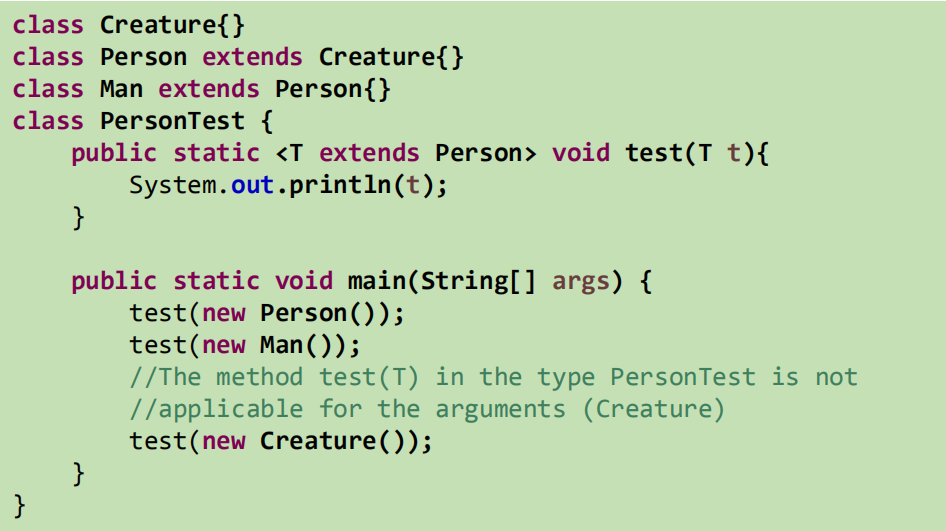 class Creature{}
class Person extends Creature{}
class Man extends Person{}
class PersonTest {
    public static <T extends Person> void test(T t){
        System.out.println(t);
    }

    public static void main(String[] args) {
        test(new Person());
        test(new Man());
        //The method test(T) in the type PersonTest is not
        //applicable for the arguments (Creature)
        test(new Creature());
    }
}